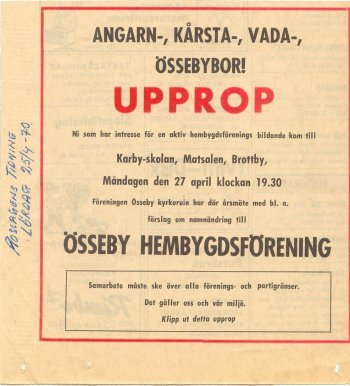 ANGARN-, KÅRSTA-, VADA-,
ÖSSEBYBOR!
UPPROP
Ni som har intresse för en aktiv hembygdsförenings bildande kom till
Karby-skolan, Matsalen, Brottby,
Måndagen den 27 april klockan 19.30
Föreningen Össeby kyrkoruin har då årsmöte med bl. a.
förslag om namnändring till
ÖSSEBY HEMBYGDSFÖRENING
Samarbete måste ske över alla förenings- och partigränser.
Det gäller oss och vår miljö.
Klipp ut detta upprop
ROSLAGENS TIDNING
LÖRDAG 25/4 70